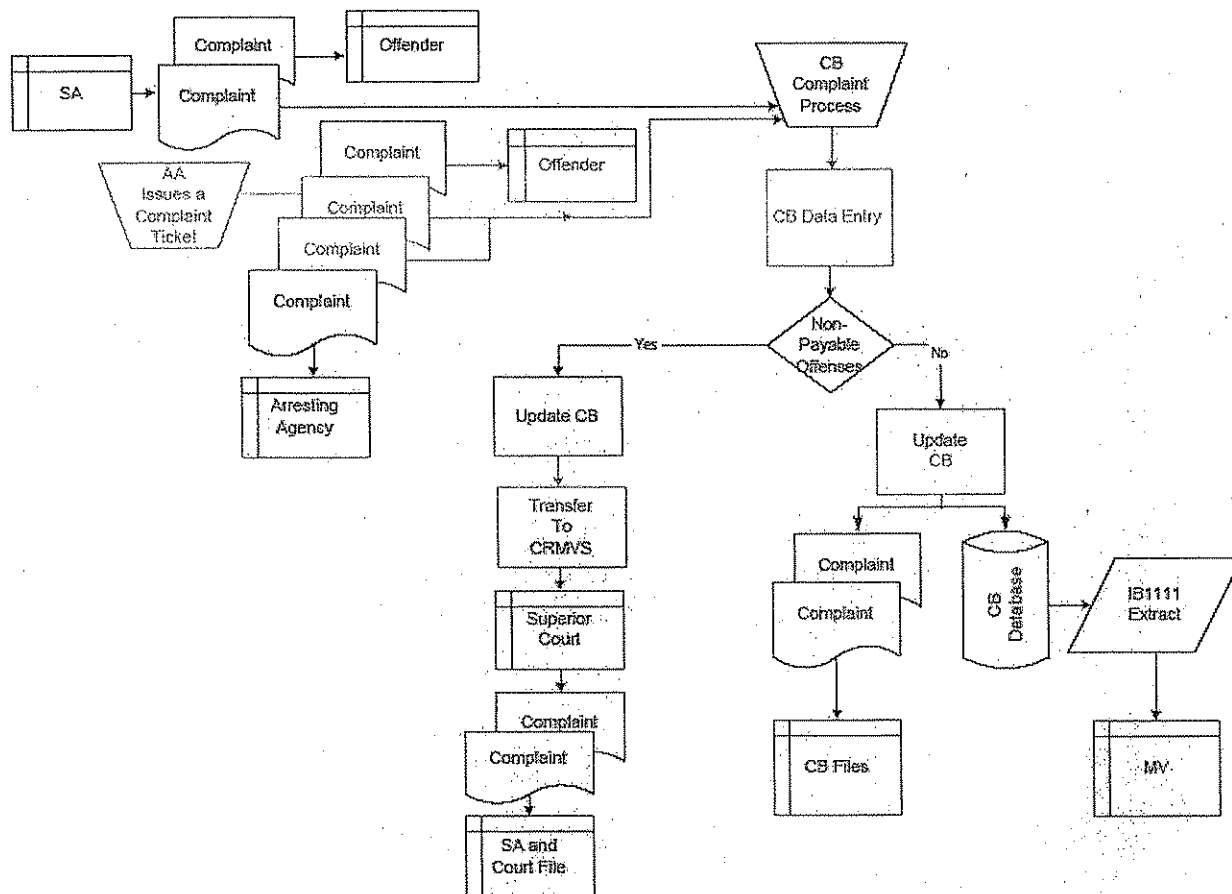 Complaint
Offender
SA
Complaint
CB
Complaint
Process
Complaint
Offender
AA
Issues a
Complaint
Ticket
Complaint
Complaint
CB Data Entry
Complaint
Non-
Payable
Offenses
Yes
No
Arresting
Agency
Update CB
Update
CB
Transfer
To
CRMVS
Complaint
Complaint
CB
Database
IB1111
Extract
Superior
Court
Complaint
Complaint
CB Files
MV
SA and
Court File